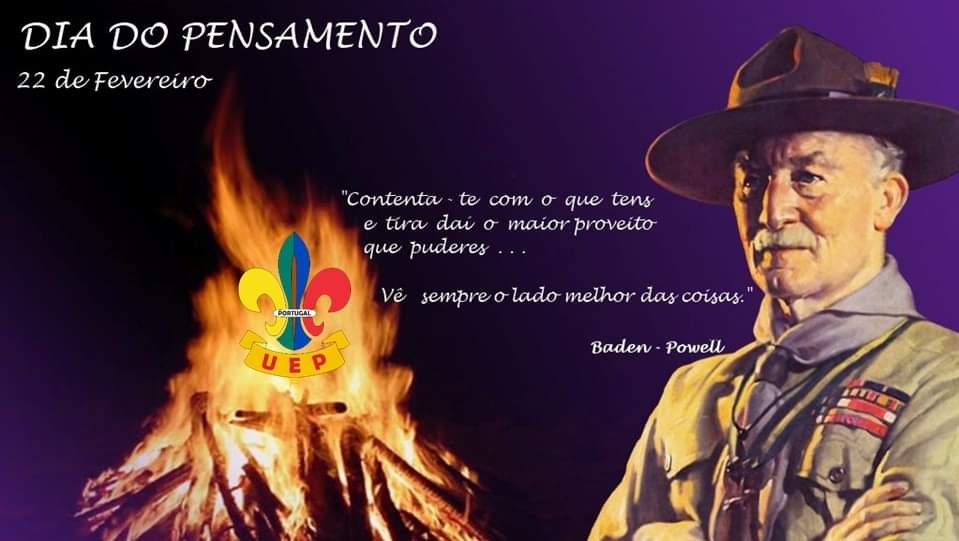 DIA DO PENSAMENTO
22 de Fevereiro
"Contenta - te com o que tens
e tira dai o maior proveito
que puderes . . .
Vê sempre o lado melhor das coisas."
Baden - Powell
PORTUGAL
UEP